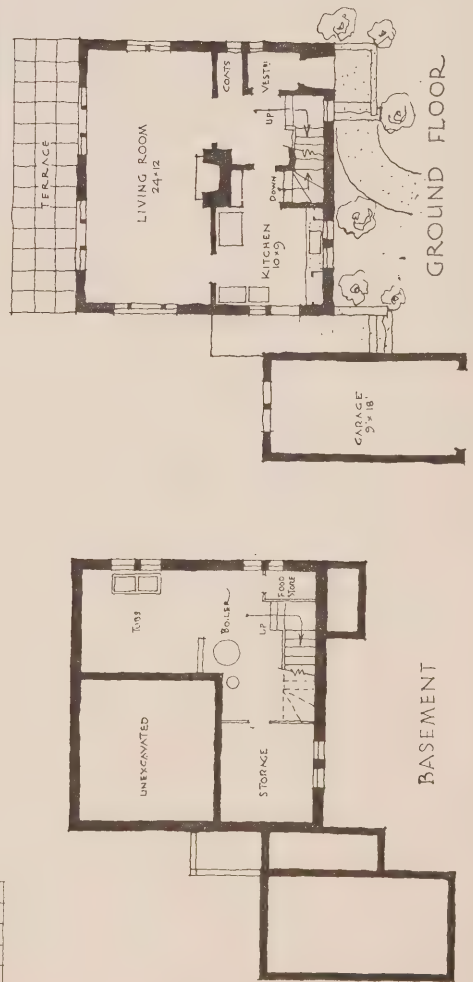 TERRACE
LIVING ROOM
24×12
COATS
VEST.
UP
DOWN
KITCHEN
10×9
GARAGE
9'×18'
GROUND FLOOR
TUBS
BOILER
FOOD
STORE
UP
UNEXCAVATED
STORAGE
BASEMENT